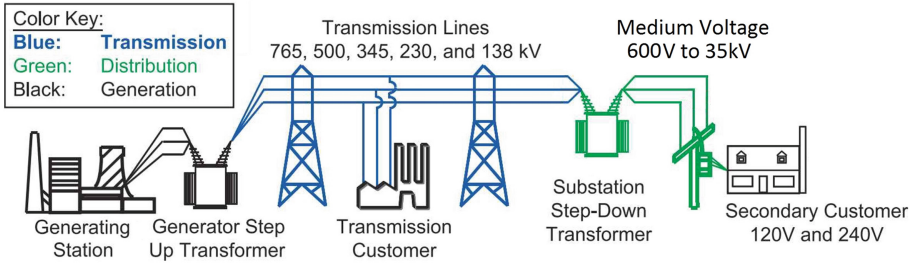 Color Key:
Blue: Transmission
Green: Distribution
Black: Generation
Transmission Lines
765, 500, 345, 230, and 138 kV
Medium Voltage
600V to 35kV
Generating
Station
Generator Step
Up Transformer
Transmission
Customer
Substation
Step-Down
Transformer
Secondary Customer
120V and 240V